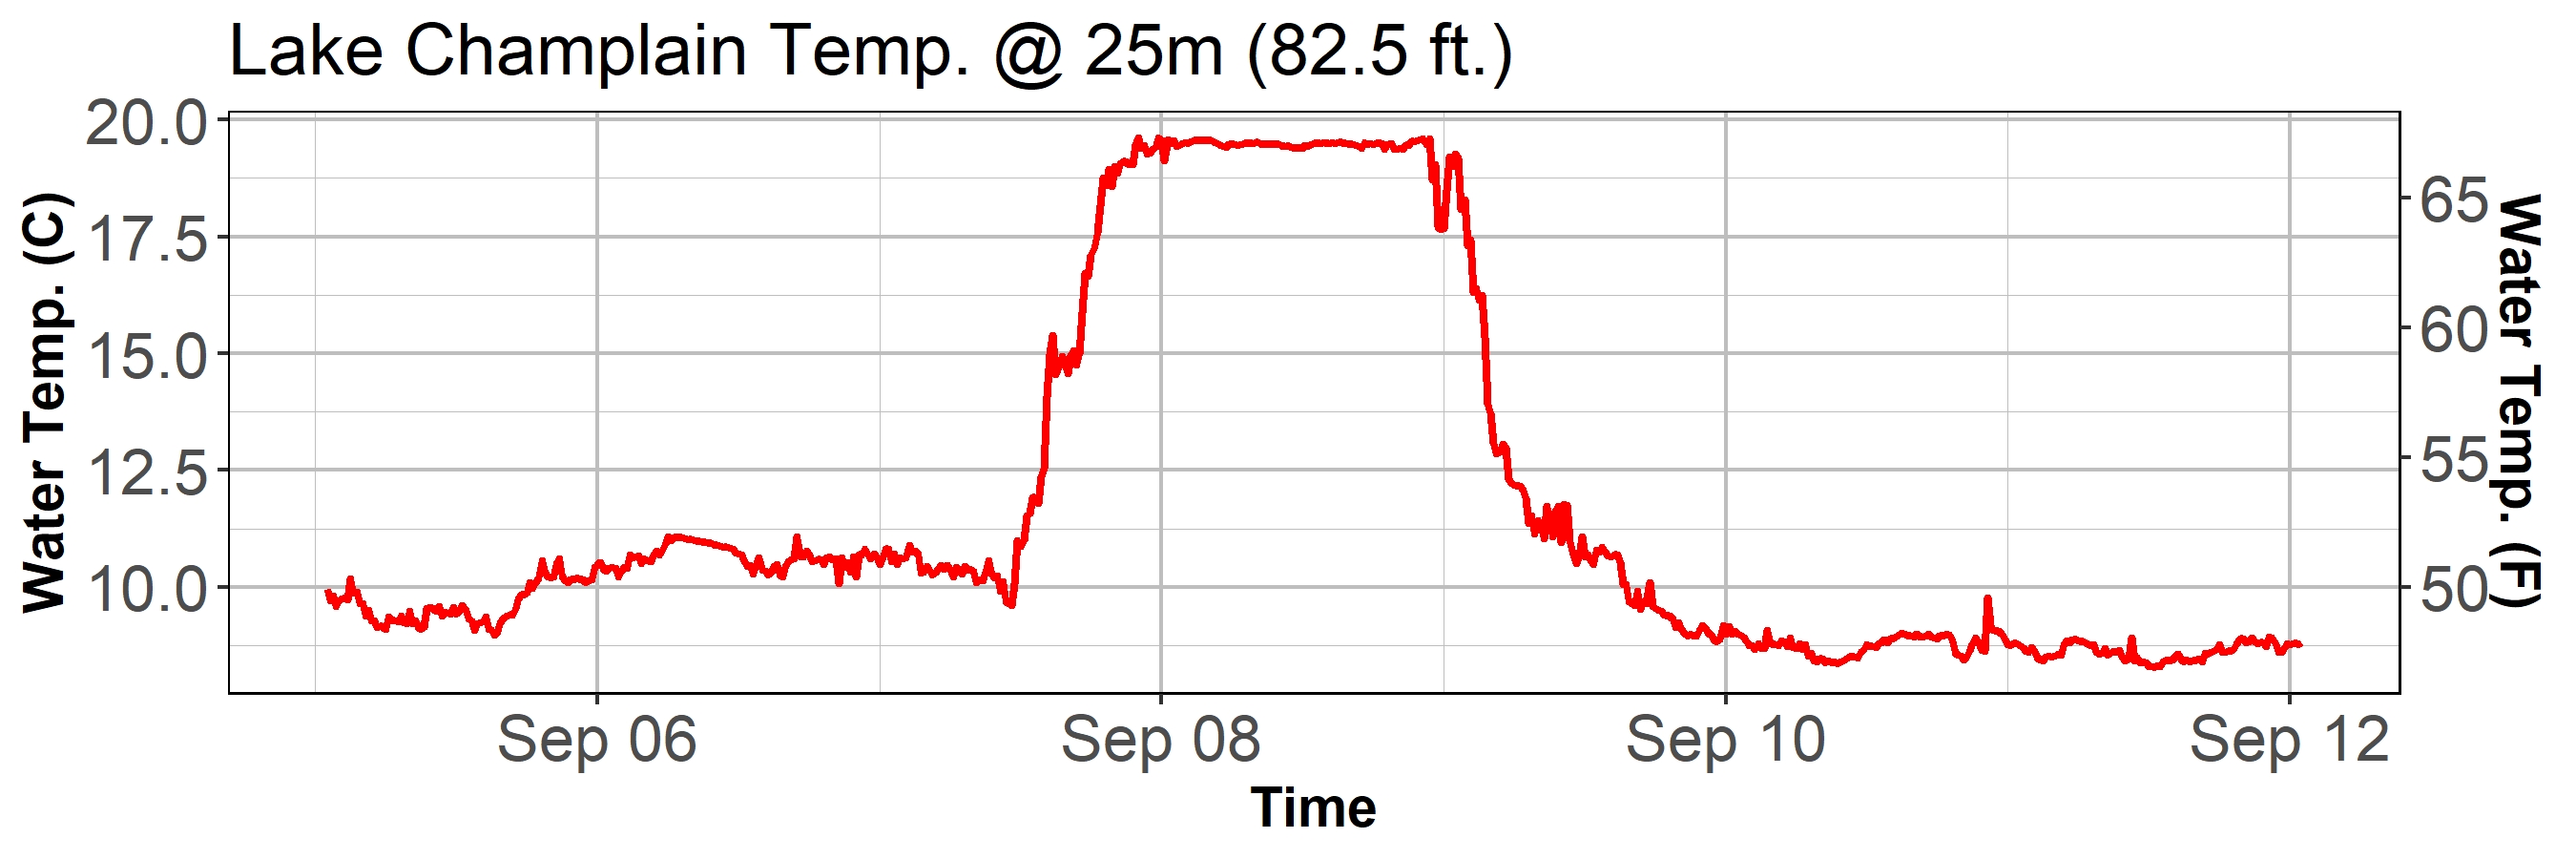 Lake Champlain Temp. @ 25m (82.5 ft.)
Water Temp. (C)
20.0
17.5
15.0
12.5
10.0
65
60
55
50
Water Temp. (F)
Sep 06
Sep 08
Sep 10
Sep 12
Time